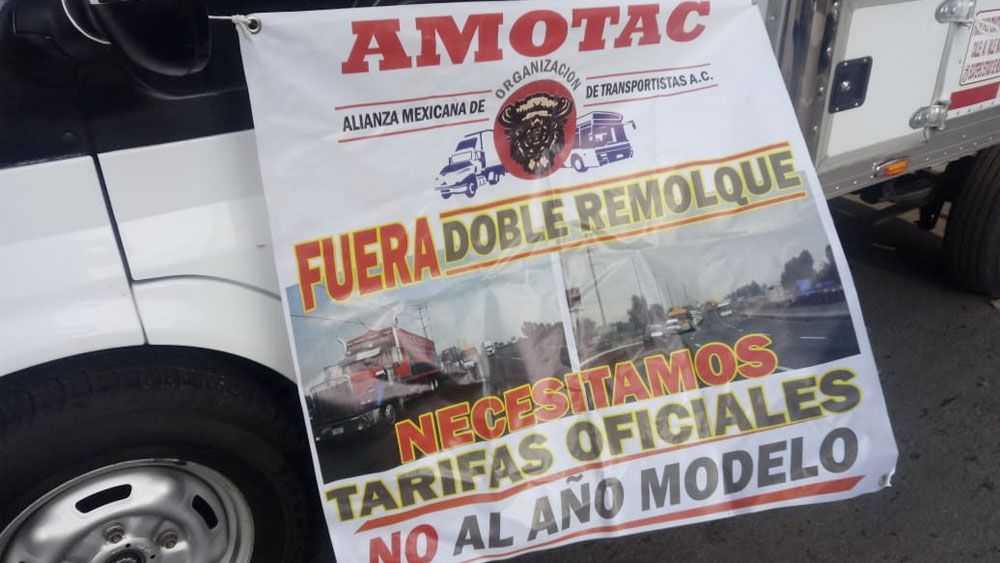 AMOTAC
ORGANIZACION
ALIANZA MEXICANA DE
DE TRANSPORTISTAS A.C.
FUERA DOBLE REMOLQUE
NECESITAMOS
TARIFAS OFICIALES
NO AL AÑO MODELO